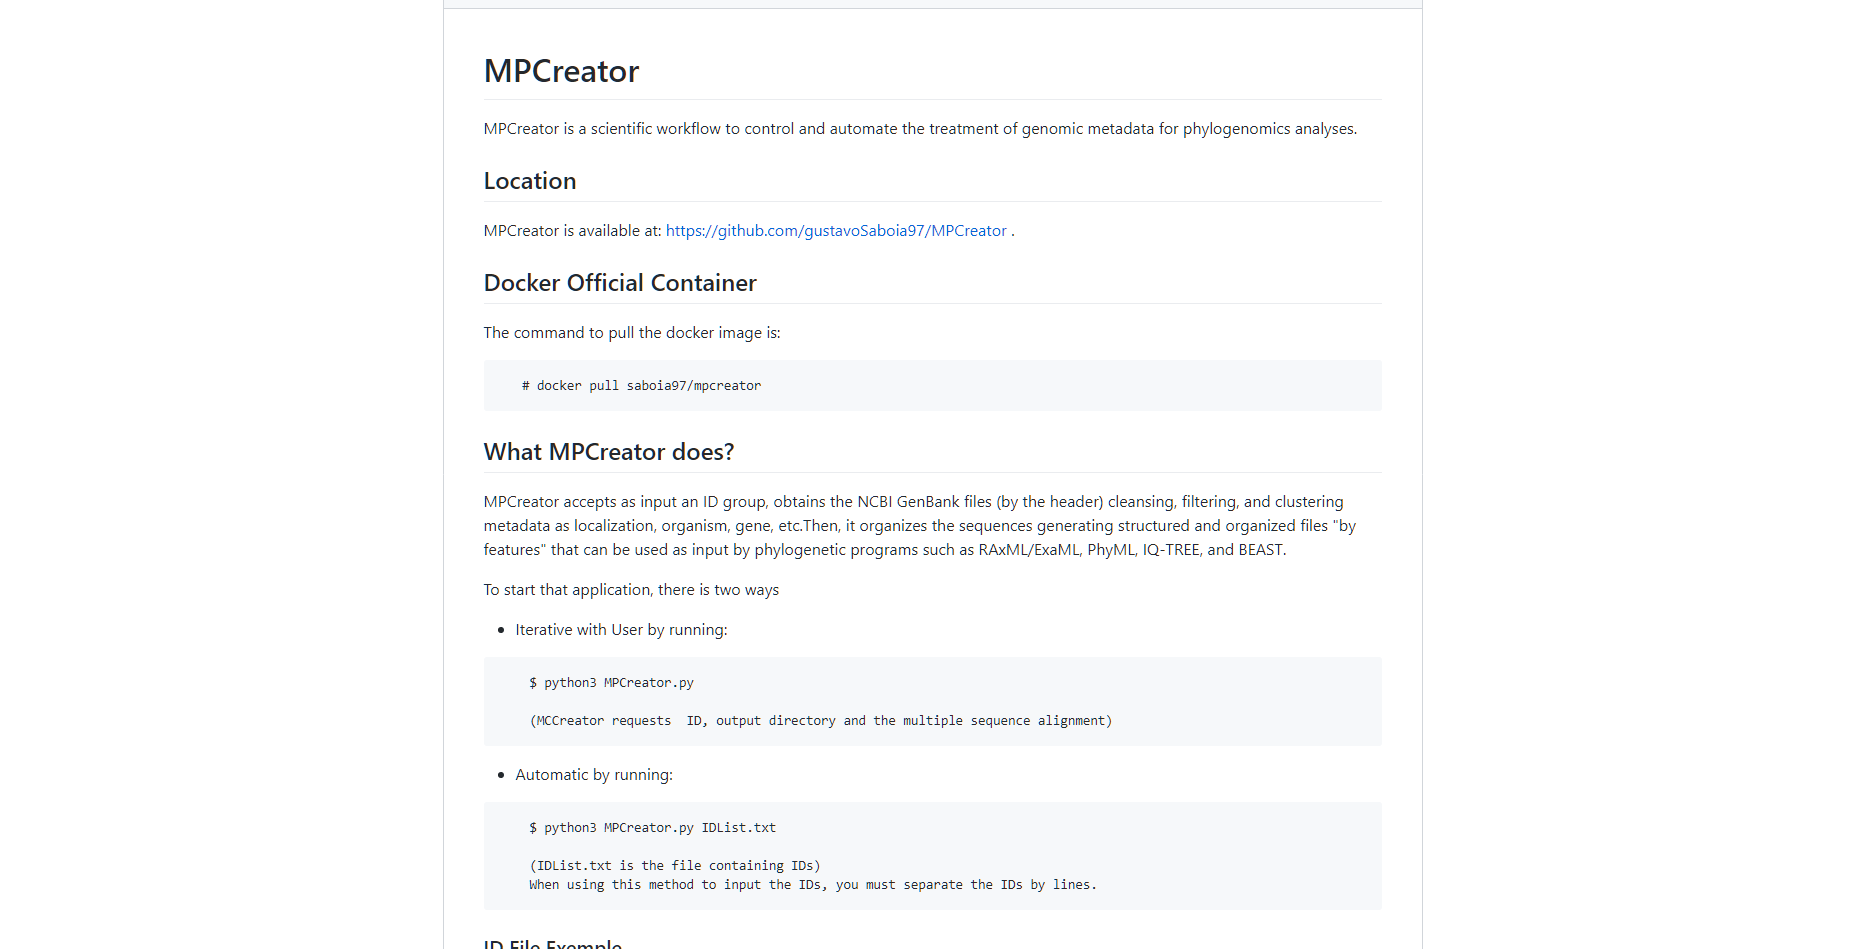 MPCreator
MPCreator is a scientific workflow to control and automate the treatment of genomic metadata for phylogenomics analyses.
Location
MPCreator is available at: https://github.com/gustavoSaboia97/MPCreator .
Docker Official Container
The command to pull the docker image is:
# docker pull saboia97/mpcreator
What MPCreator does?
MPCreator accepts as input an ID group, obtains the NCBI GenBank files (by the header) cleansing, filtering, and clustering
metadata as localization, organism, gene, etc.Then, it organizes the sequences generating structured and organized files "by
features" that can be used as input by phylogenetic programs such as RAxML/ExaML, PhyML, IQ-TREE, and BEAST.
To start that application, there is two ways
• Iterative with User by running:
$ python3 MPCreator.py
(MCCreator requests  ID, output directory and the multiple sequence alignment)
• Automatic by running:
$ python3 MPCreator.py IDList.txt
(IDList.txt is the file containing IDs)
When using this method to input the IDs, you must separate the IDs by lines.
ID File Exemple